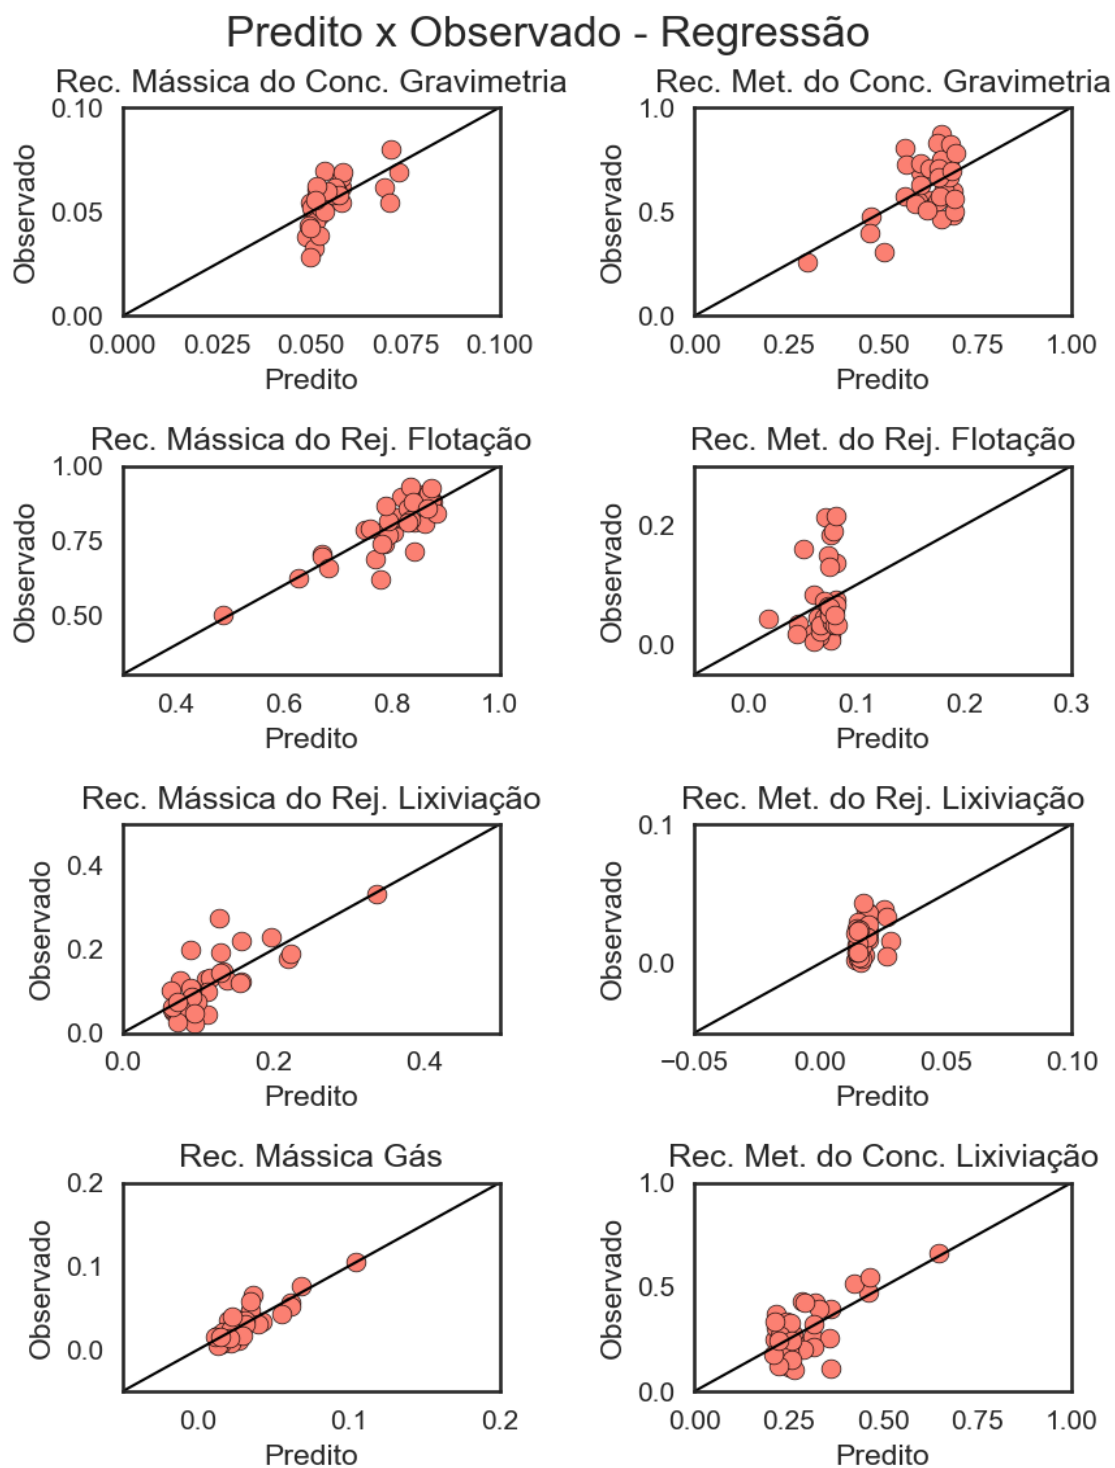 Predito x Observado - Regressão
Rec. Mássica do Conc. Gravimetria
0.10
0.05
0.00
Observado
0.000 0.025 0.050 0.075 0.100
Predito
Rec. Met. do Conc. Gravimetria
1.0
0.5
0.0
Observado
0.00 0.25 0.50 0.75 1.00
Predito
Rec. Mássica do Rej. Flotação
1.00
0.75
0.50
Observado
0.4 0.6 0.8 1.0
Predito
Rec. Met. do Rej. Flotação
0.2
0.0
Observado
0.0 0.1 0.2 0.3
Predito
Rec. Mássica do Rej. Lixiviação
0.4
0.2
0.0
Observado
0.0 0.2 0.4
Predito
Rec. Met. do Rej. Lixiviação
0.1
0.0
Observado
−0.05 0.00 0.05 0.10
Predito
Rec. Mássica Gás
0.2
0.1
0.0
Observado
0.0 0.1 0.2
Predito
Rec. Met. do Conc. Lixiviação
1.0
0.5
0.0
Observado
0.00 0.25 0.50 0.75 1.00
Predito